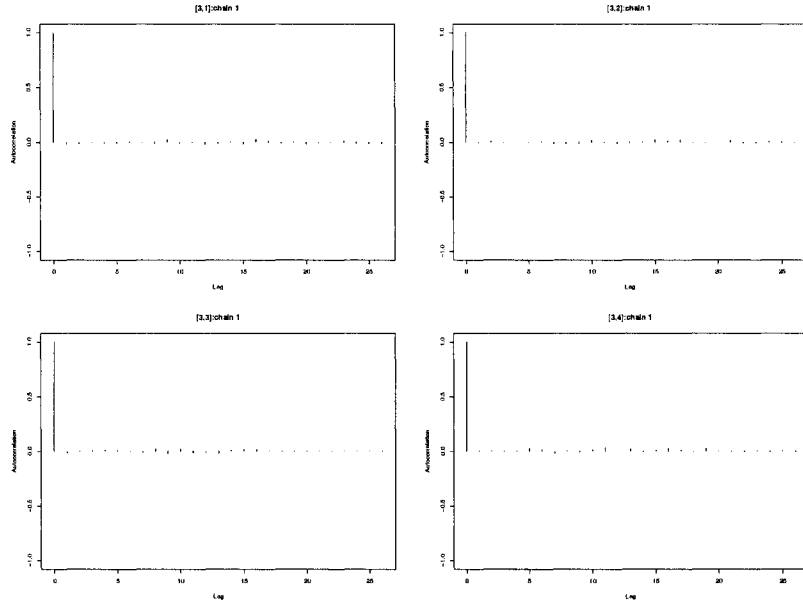 [3,1]:chain 1
Autocorrelation
1.0
0.5
0.0
-0.5
-1.0
0 5 10 15 20 25
Lag
[3,2]:chain 1
Autocorrelation
1.0
0.5
0.0
-0.5
-1.0
0 5 10 15 20 25
Lag
[3,3]:chain 1
Autocorrelation
1.0
0.5
0.0
-0.5
-1.0
0 5 10 15 20 25
Lag
[3,4]:chain 1
Autocorrelation
1.0
0.5
0.0
-0.5
-1.0
0 5 10 15 20 25
Lag